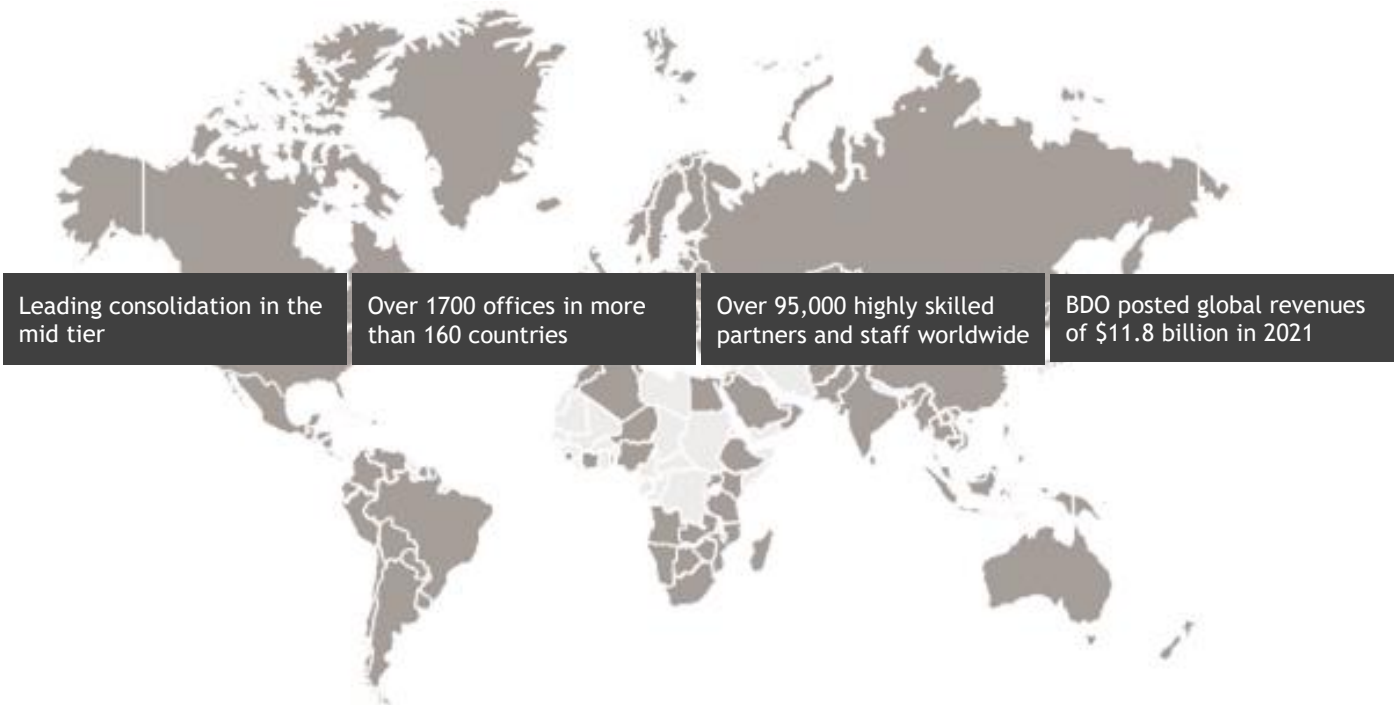 Leading consolidation in the
mid tier
Over 1700 offices in more
than 160 countries
Over 95,000 highly skilled
partners and staff worldwide
BDO posted global revenues
of $11.8 billion in 2021